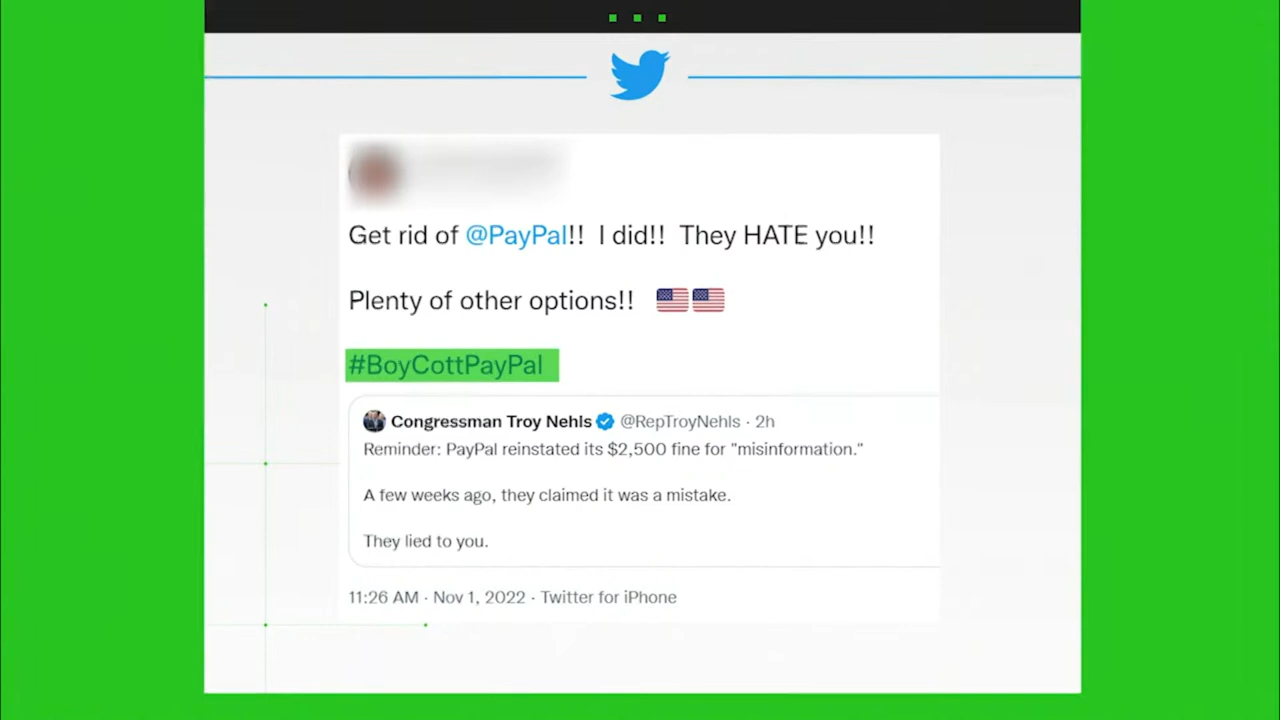 Get rid of @PayPal!! I did!! They HATE you!!
Plenty of other options!! 🇺🇸🇺🇸
#BoyCottPayPal
Congressman Troy Nehls @RepTroyNehls · 2h
Reminder: PayPal reinstated its $2,500 fine for "misinformation."
A few weeks ago, they claimed it was a mistake.
They lied to you.
11:26 AM · Nov 1, 2022 · Twitter for iPhone